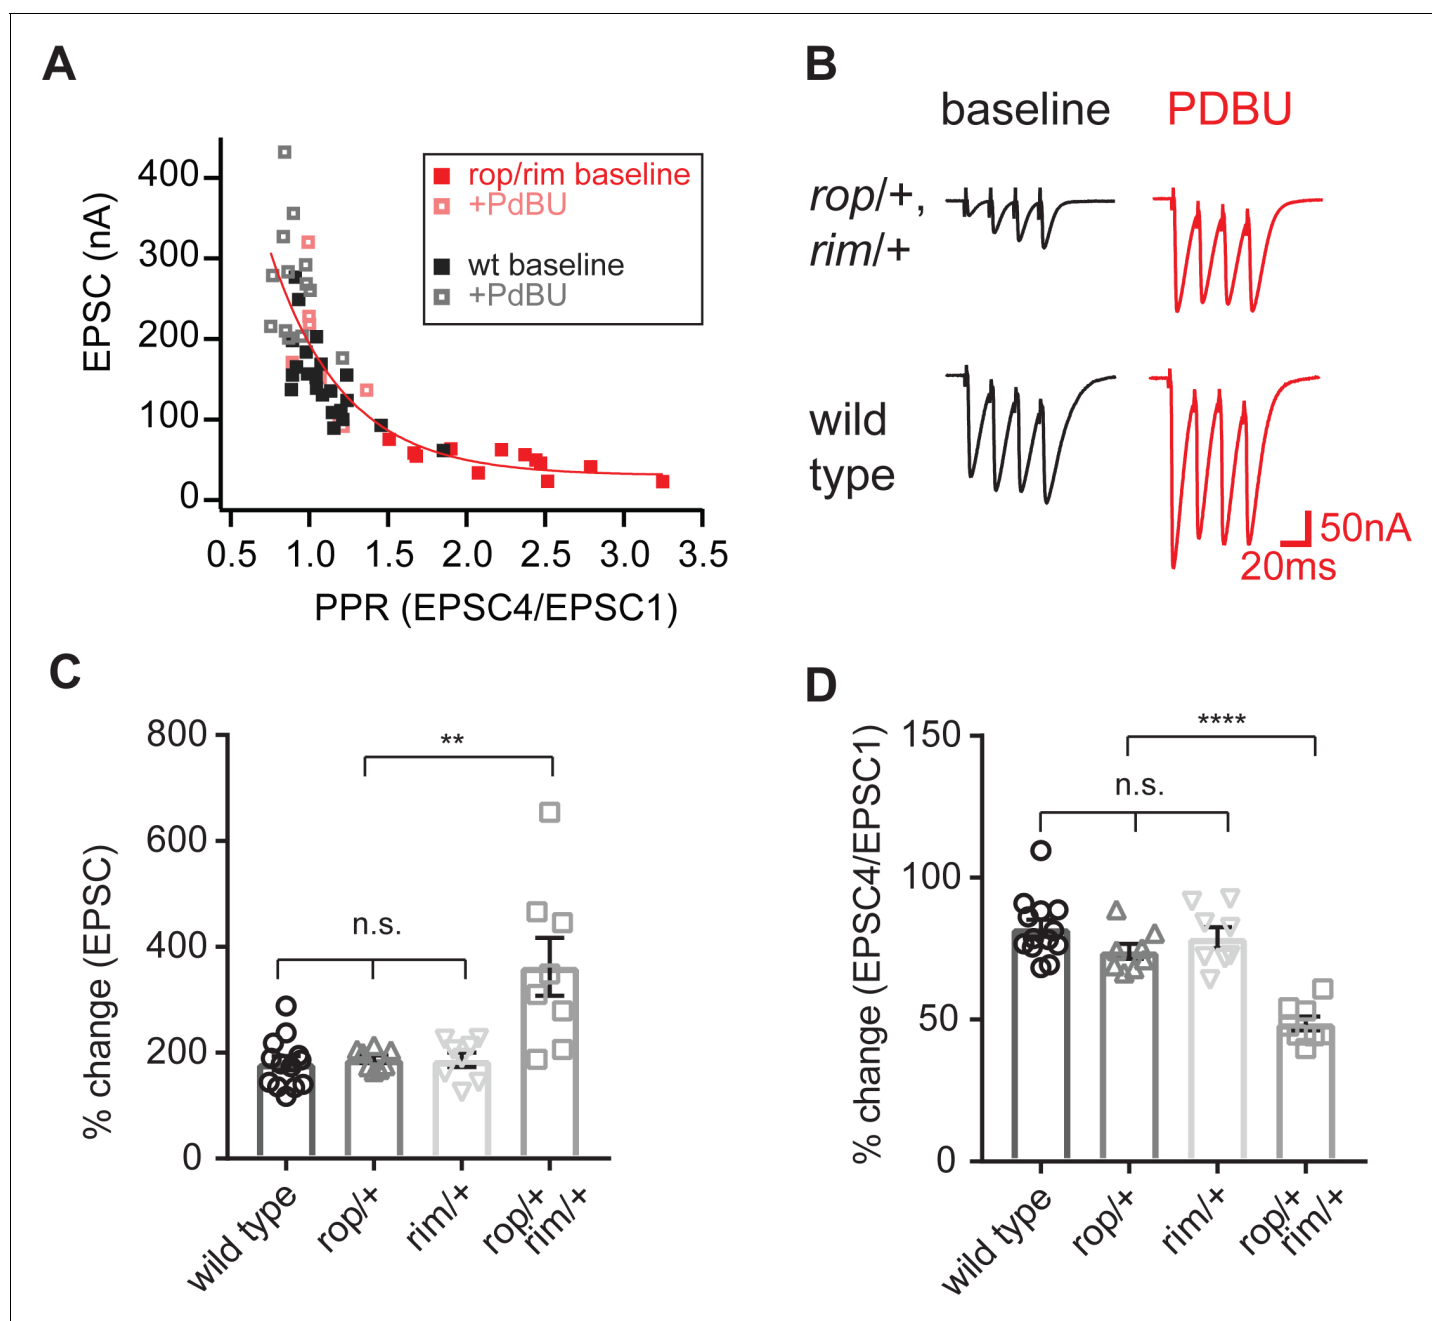 A
EPSC (nA)
400
300
200
100
0
0.5 1.0 1.5 2.0 2.5 3.0 3.5
PPR (EPSC4/EPSC1)
rop/rim baseline
+PdBU
wt baseline
+PdBU
B
baseline PDBU
rop/+,
rim/+
wild
type
50nA
20ms
C
% change (EPSC)
800
600
400
200
0
**
n.s.
wild type
rop/+
rim/+
rop/+
rim/+
D
% change (EPSC4/EPSC1)
150
100
50
0
****
n.s.
wild type
rop/+
rim/+
rop/+
rim/+